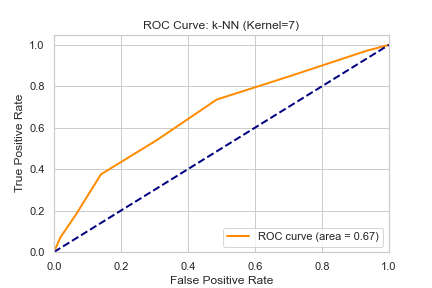 ROC Curve: k-NN (Kernel=7)
True Positive Rate
1.0
0.8
0.6
0.4
0.2
0.0
ROC curve (area = 0.67)
0.0 0.2 0.4 0.6 0.8 1.0
False Positive Rate